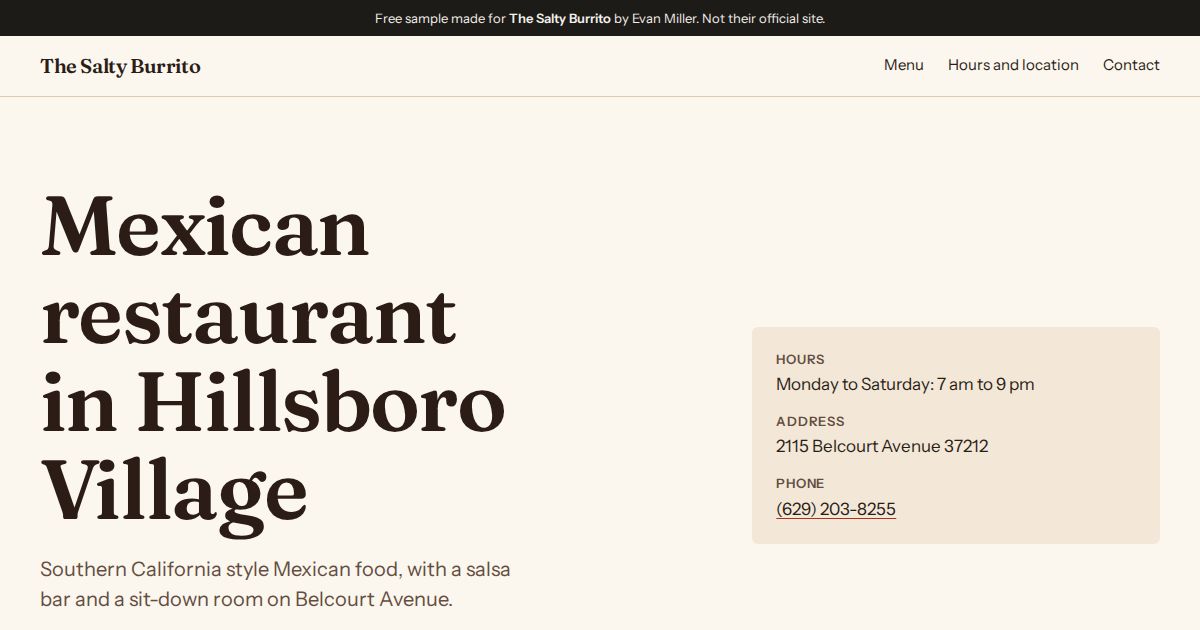 Free sample made for The Salty Burrito by Evan Miller. Not their official site.
The Salty Burrito
Menu
Hours and location
Contact
Mexican
restaurant
in Hillsboro
Village
Southern California style Mexican food, with a salsa
bar and a sit-down room on Belcourt Avenue.
HOURS
Monday to Saturday: 7 am to 9 pm
ADDRESS
2115 Belcourt Avenue 37212
PHONE
(629) 203-8255